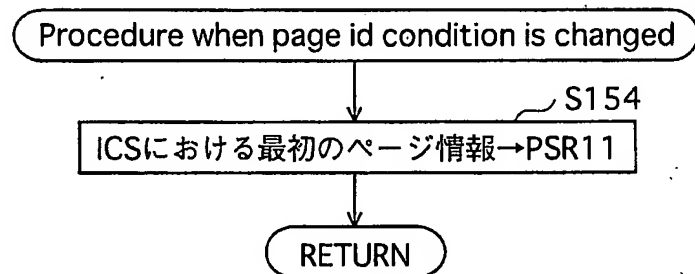 Procedure when page id condition is changed
S154
ICSにおける最初のページ情報→PSR11
RETURN